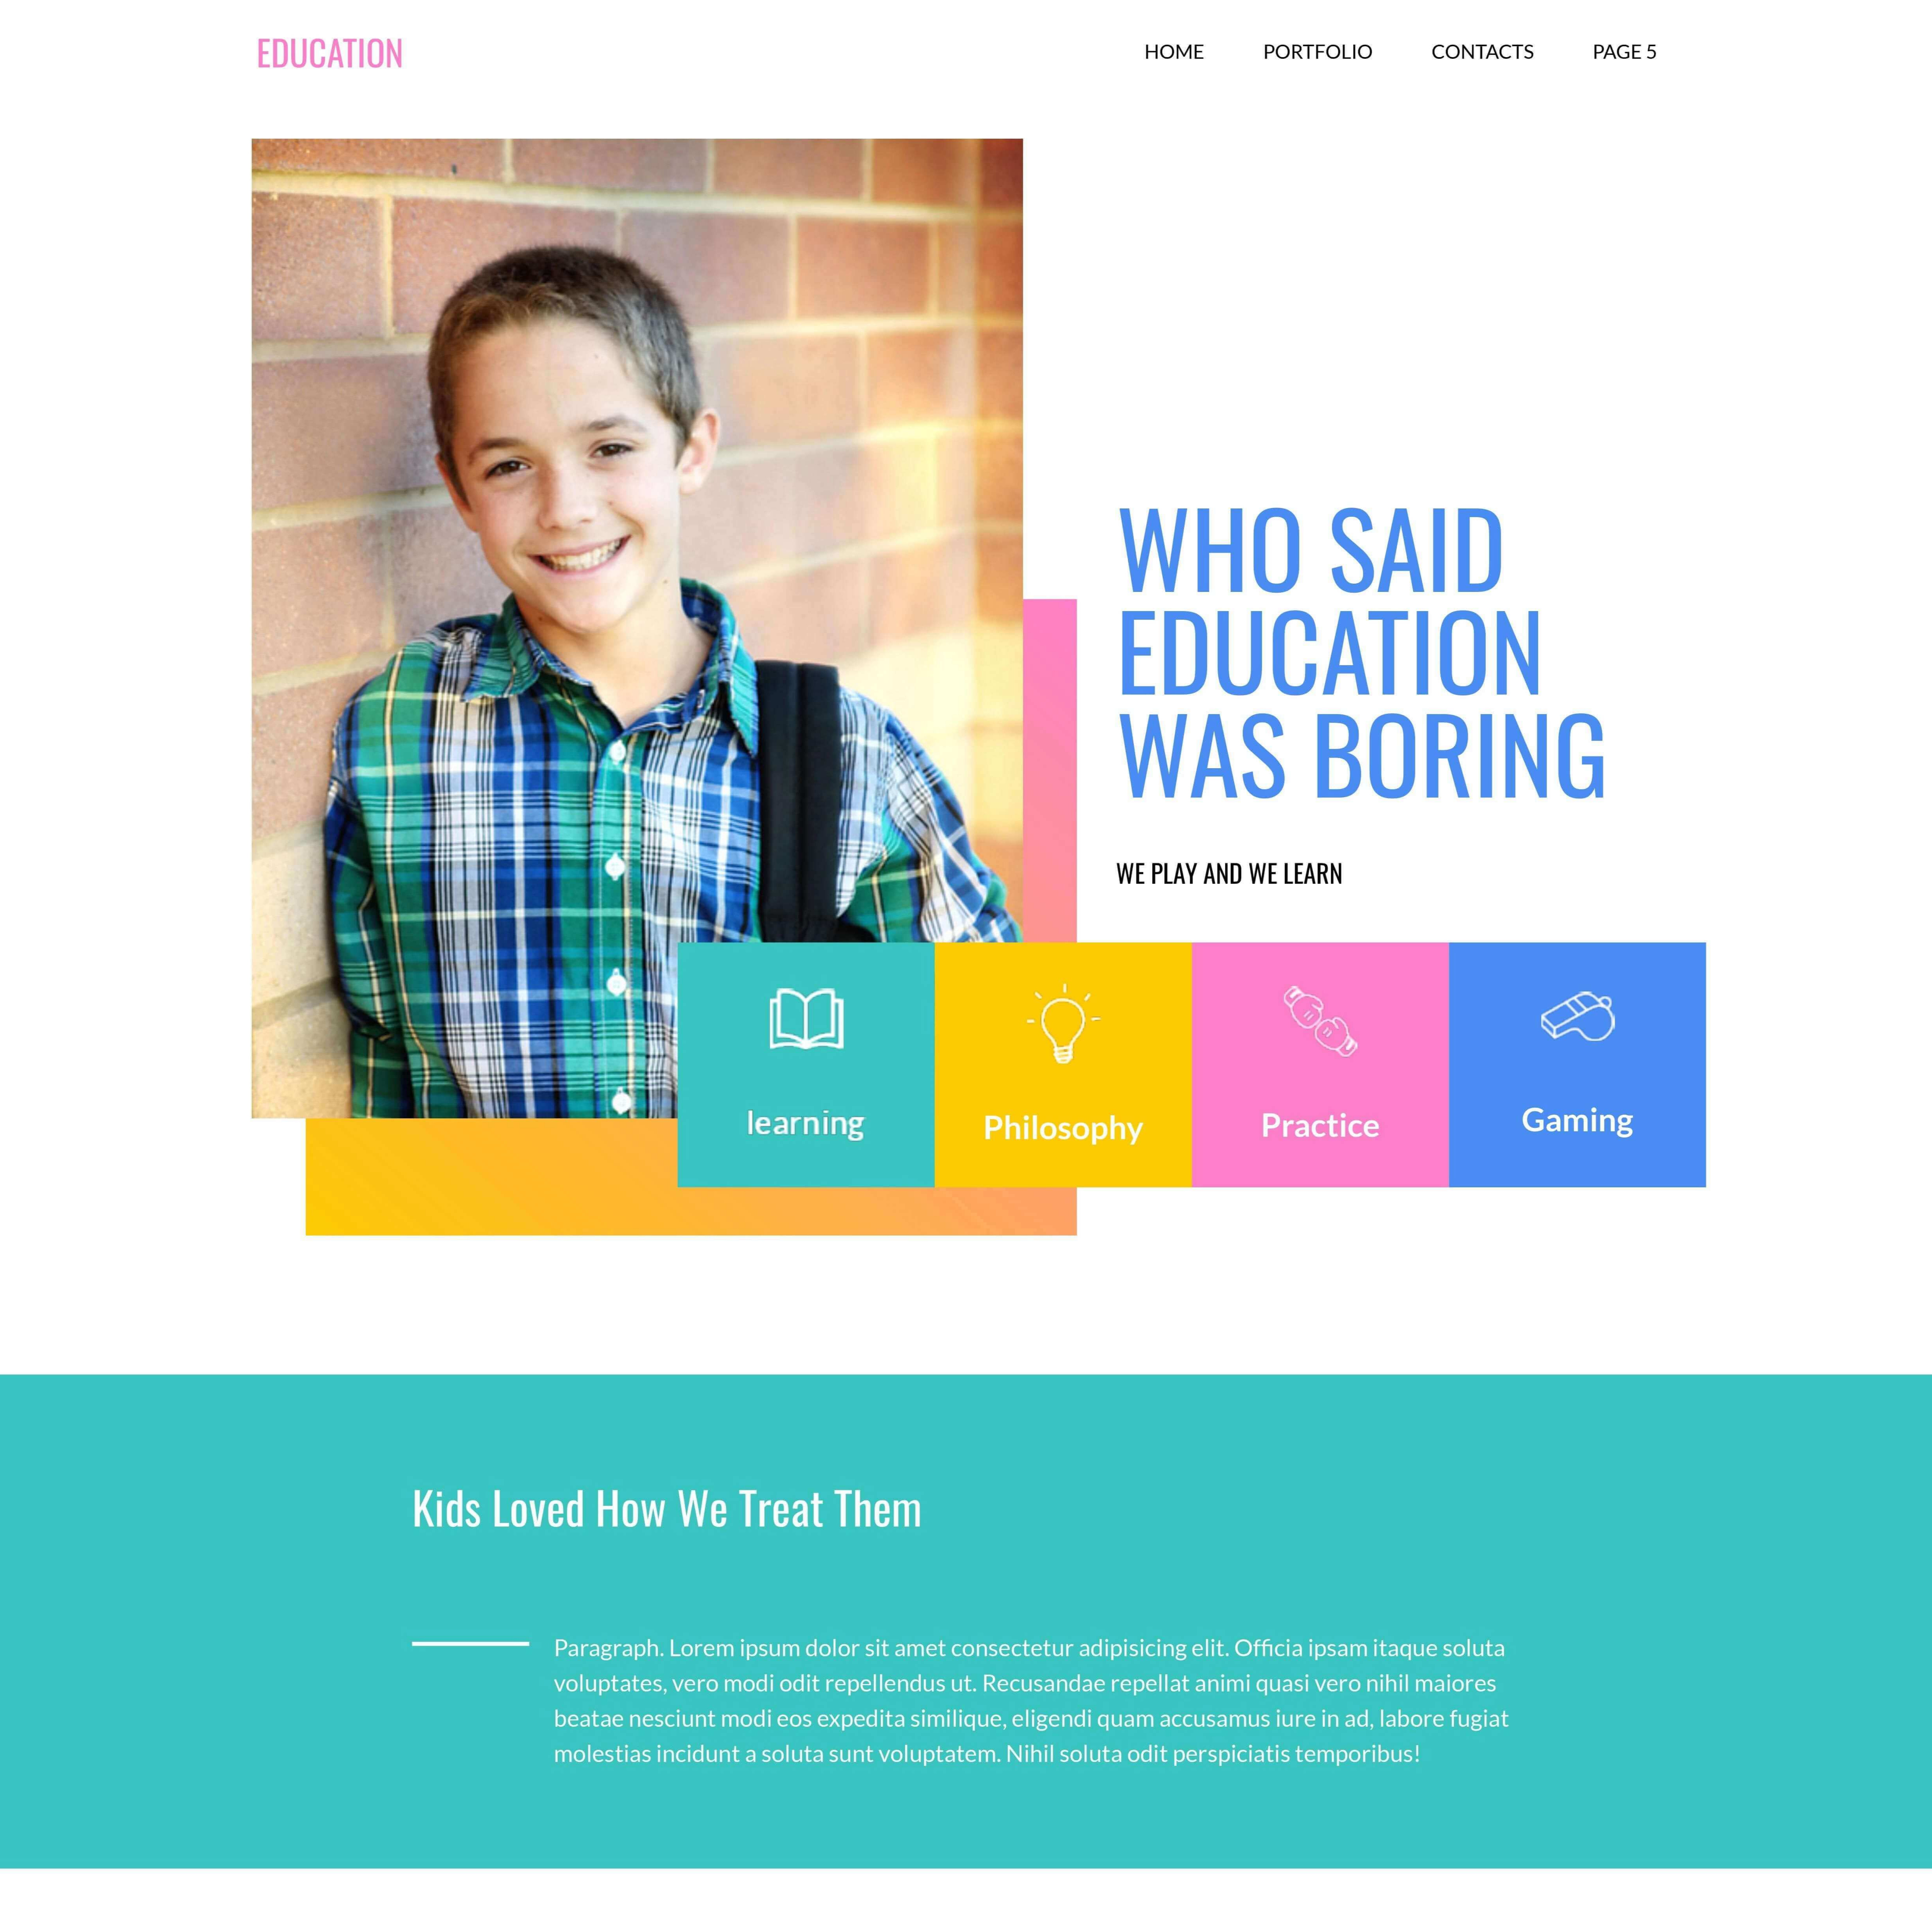 EDUCATION
HOME PORTFOLIO CONTACTS PAGE 5
WHO SAID
EDUCATION
WAS BORING
WE PLAY AND WE LEARN
learning
Philosophy
Practice
Gaming
Kids Loved How We Treat Them
Paragraph. Lorem ipsum dolor sit amet consectetur adipisicing elit. Officia ipsam itaque soluta
voluptates, vero modi odit repellendus ut. Recusandae repellat animi quasi vero nihil maiores
beatae nesciunt modi eos expedita similique, eligendi quam accusamus iure in ad, labore fugiat
molestias incidunt a soluta sunt voluptatem. Nihil soluta odit perspiciatis temporibus!